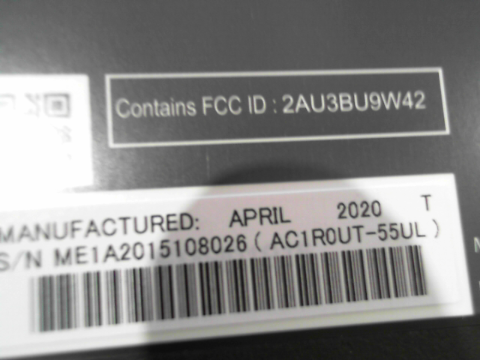 Contains FCC ID : 2AU3BU9W42
MANUFACTURED: APRIL 2020 T
S/N ME1A2015108026 ( AC1R0UT-55UL )